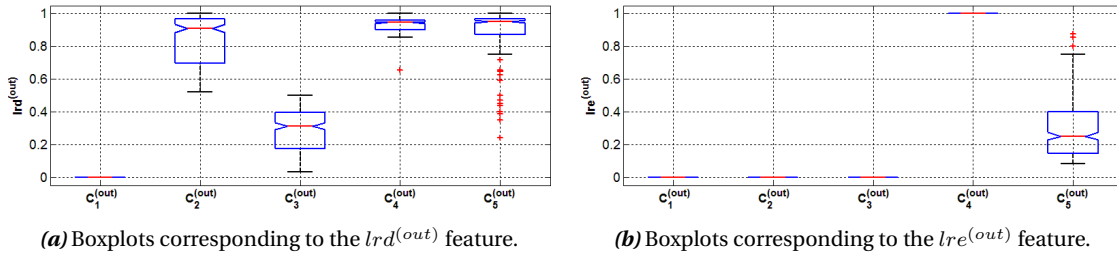 lrd(out)
1
0.8
0.6
0.4
0.2
0
C1(out) C2(out) C3(out) C4(out) C5(out)
(a) Boxplots corresponding to the lrd(out) feature.
lre(out)
1
0.8
0.6
0.4
0.2
0
C1(out) C2(out) C3(out) C4(out) C5(out)
(b) Boxplots corresponding to the lre(out) feature.